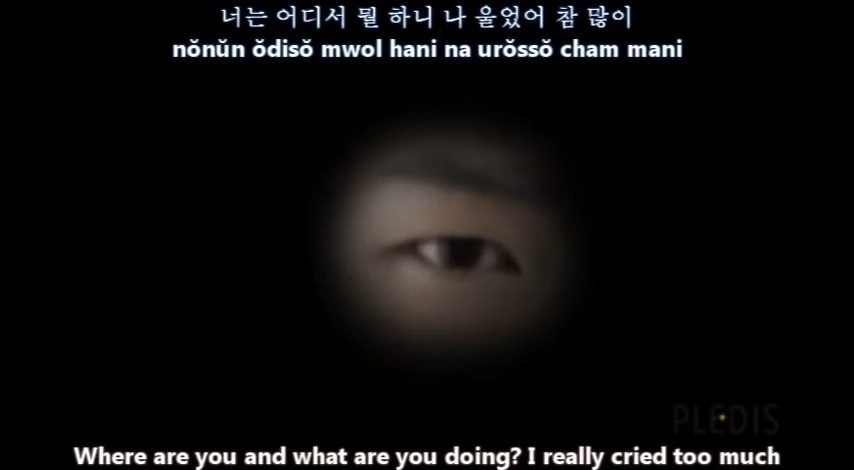 너는 어디서 뭘 하니 나 울었어 참 많이
nŏnŭn ŏdisŏ mwol hani na urŏssŏ cham mani
PLEDIS
Where are you and what are you doing? I really cried too much